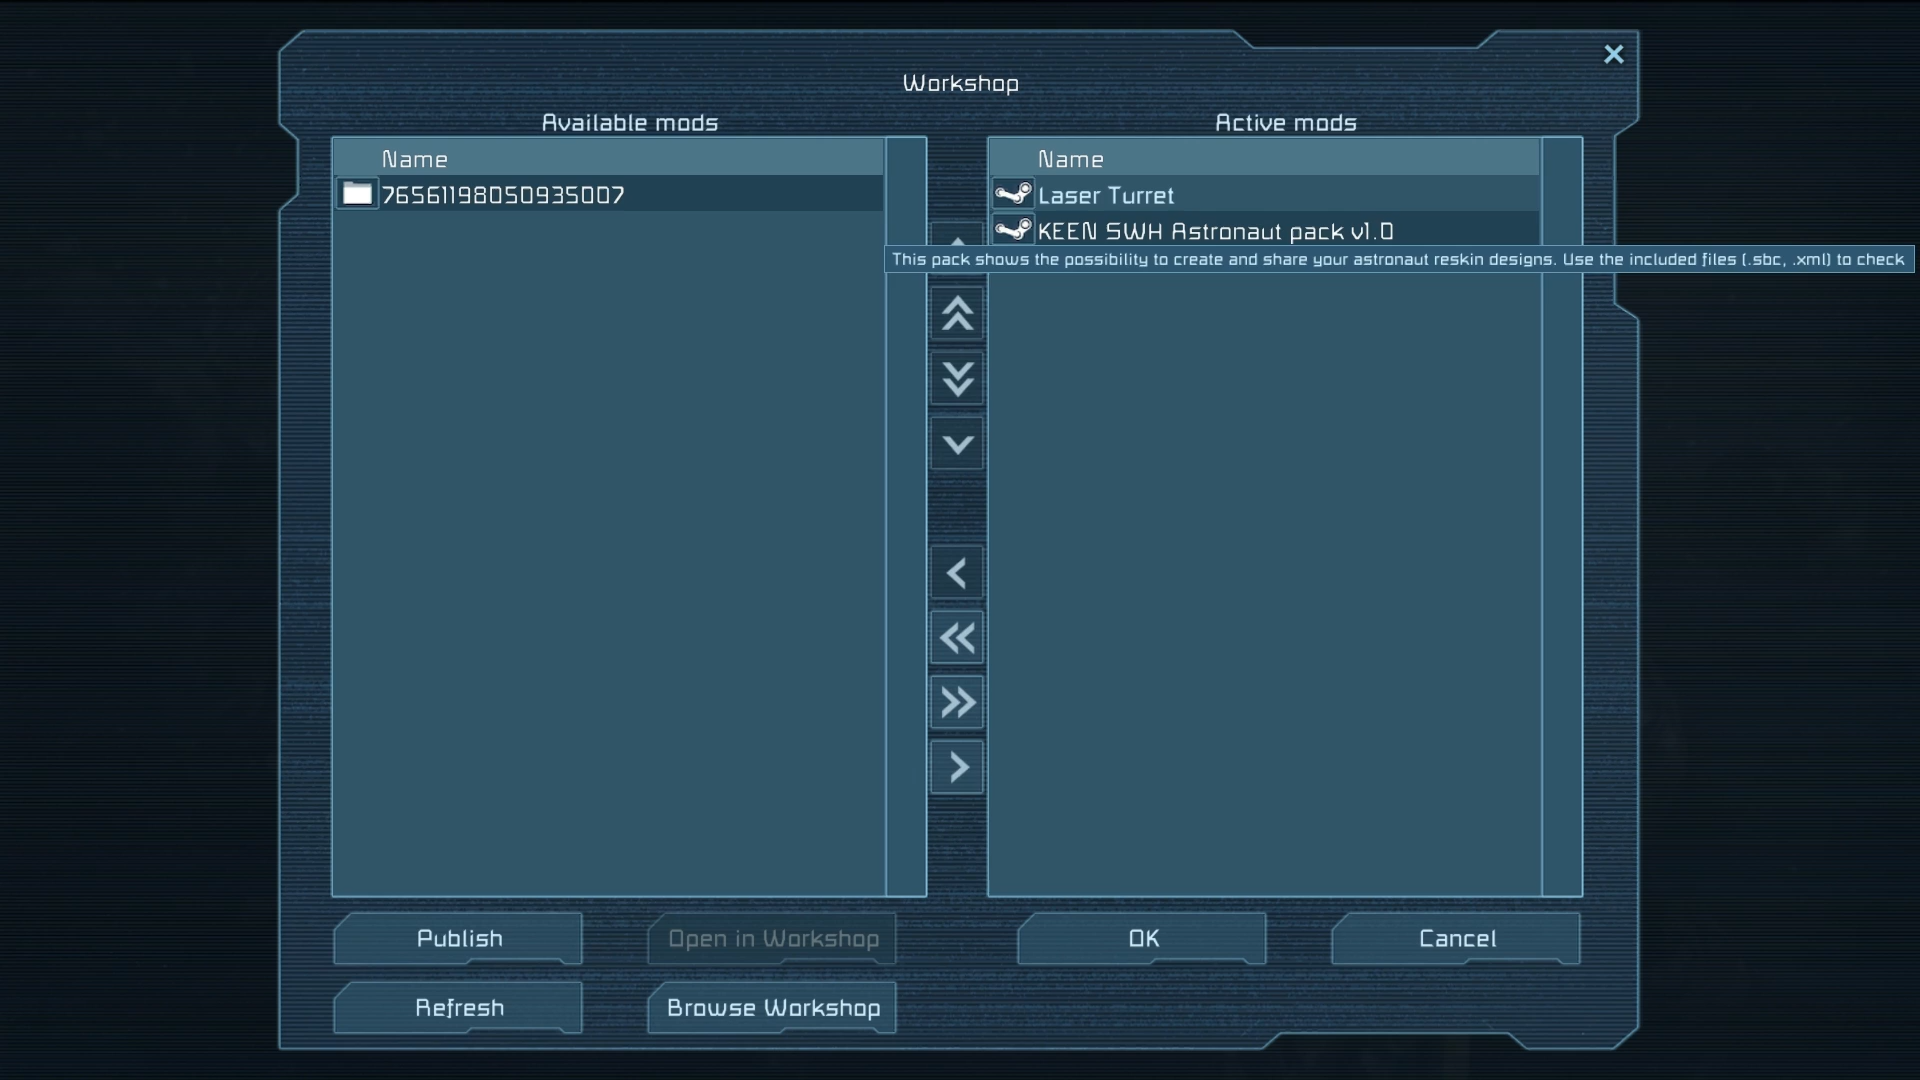 Workshop
Available mods
Name
76561198050935007
Active mods
Name
Laser Turret
KEEN SWH Astronaut pack v1.0
This pack shows the possibility to create and share your astronaut reskin designs. Use the included files (.sbc, .xml) to check
Publish
Open in Workshop
OK
Cancel
Refresh
Browse Workshop